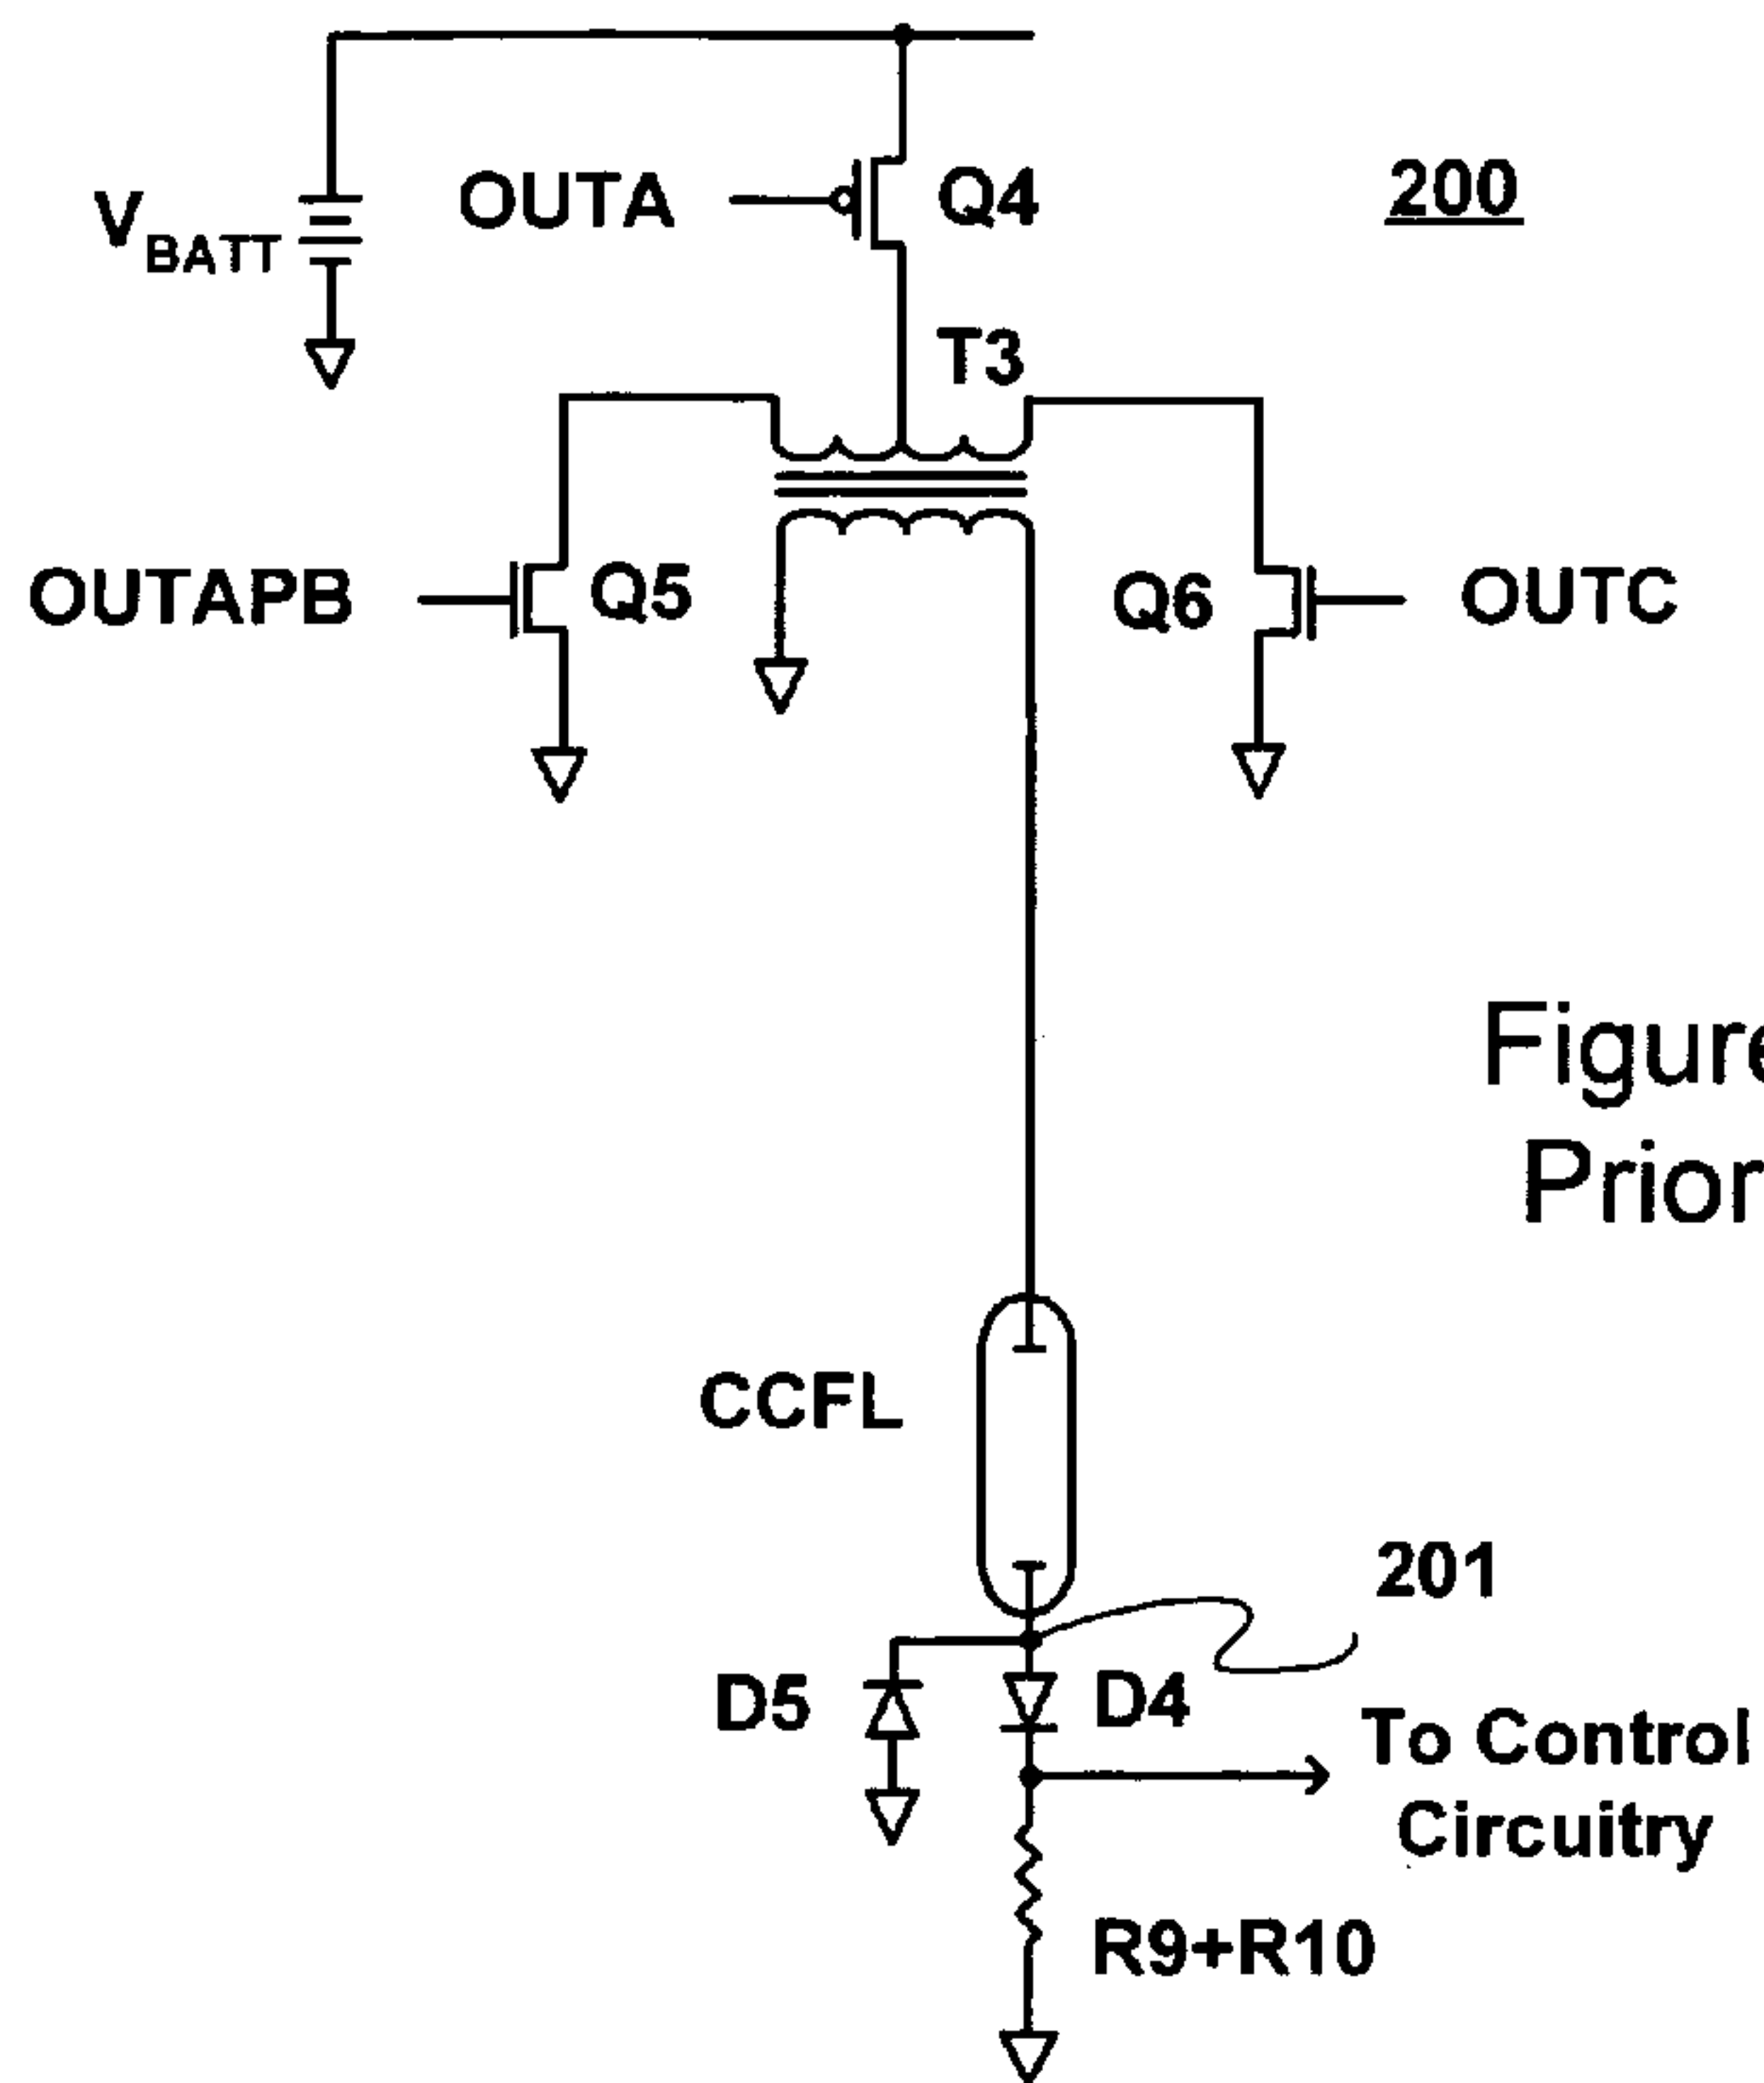 OUTA
Q4
200
VBATT
T3
OUTAPB
Q5
Q6
OUTC
Figure
Prior
CCFL
201
D5
D4
To Control
Circuitry
R9+R10